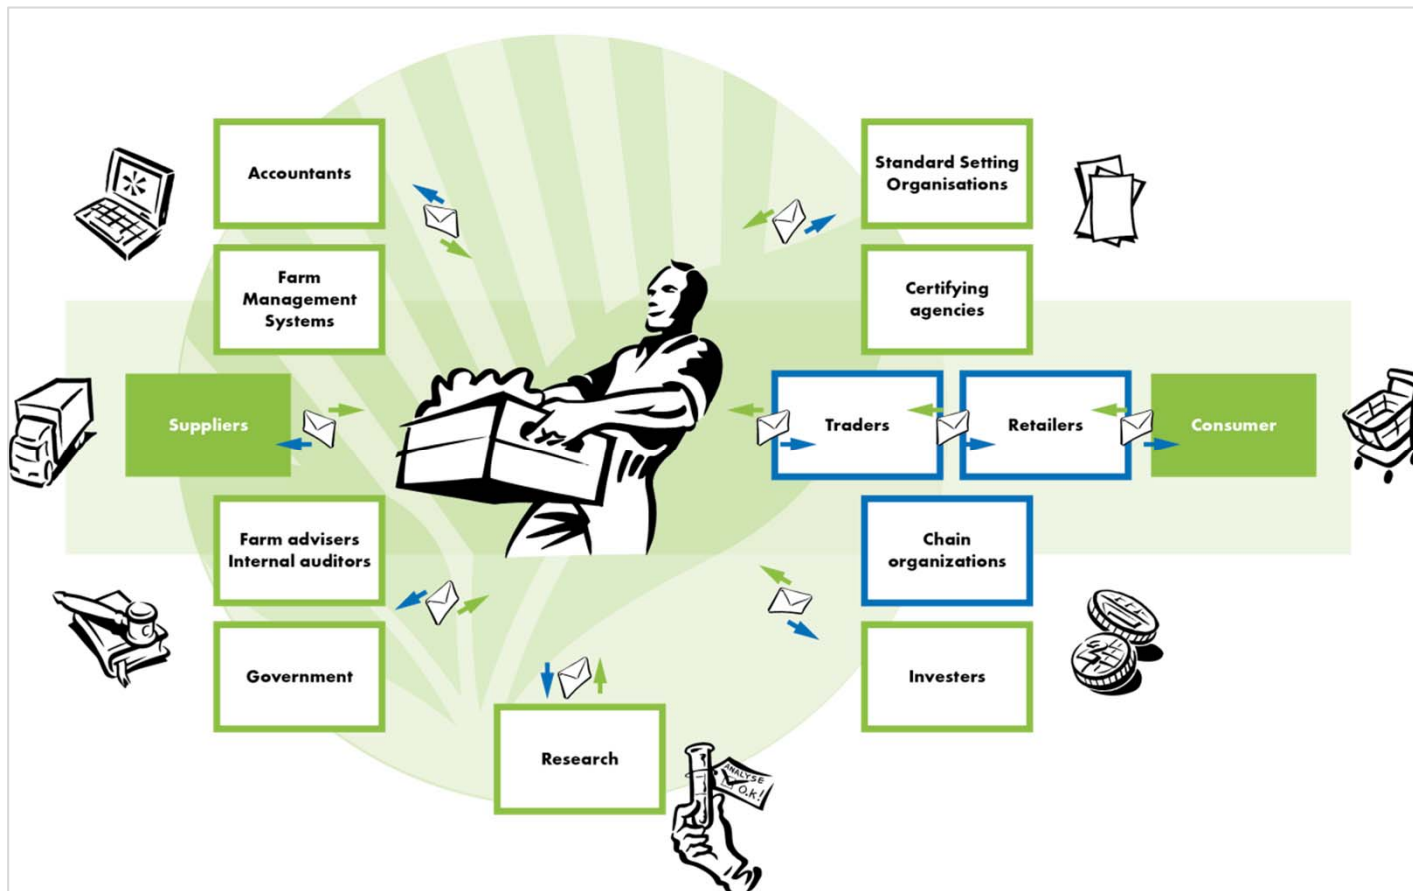 Accountants
Standard Setting
Organisations
Farm
Management
Systems
Certifying
agencies
Suppliers
Traders
Retailers
Consumer
Farm advisers
Internal auditors
Chain
organizations
Government
Investers
Research
ANALYSE
O.K!